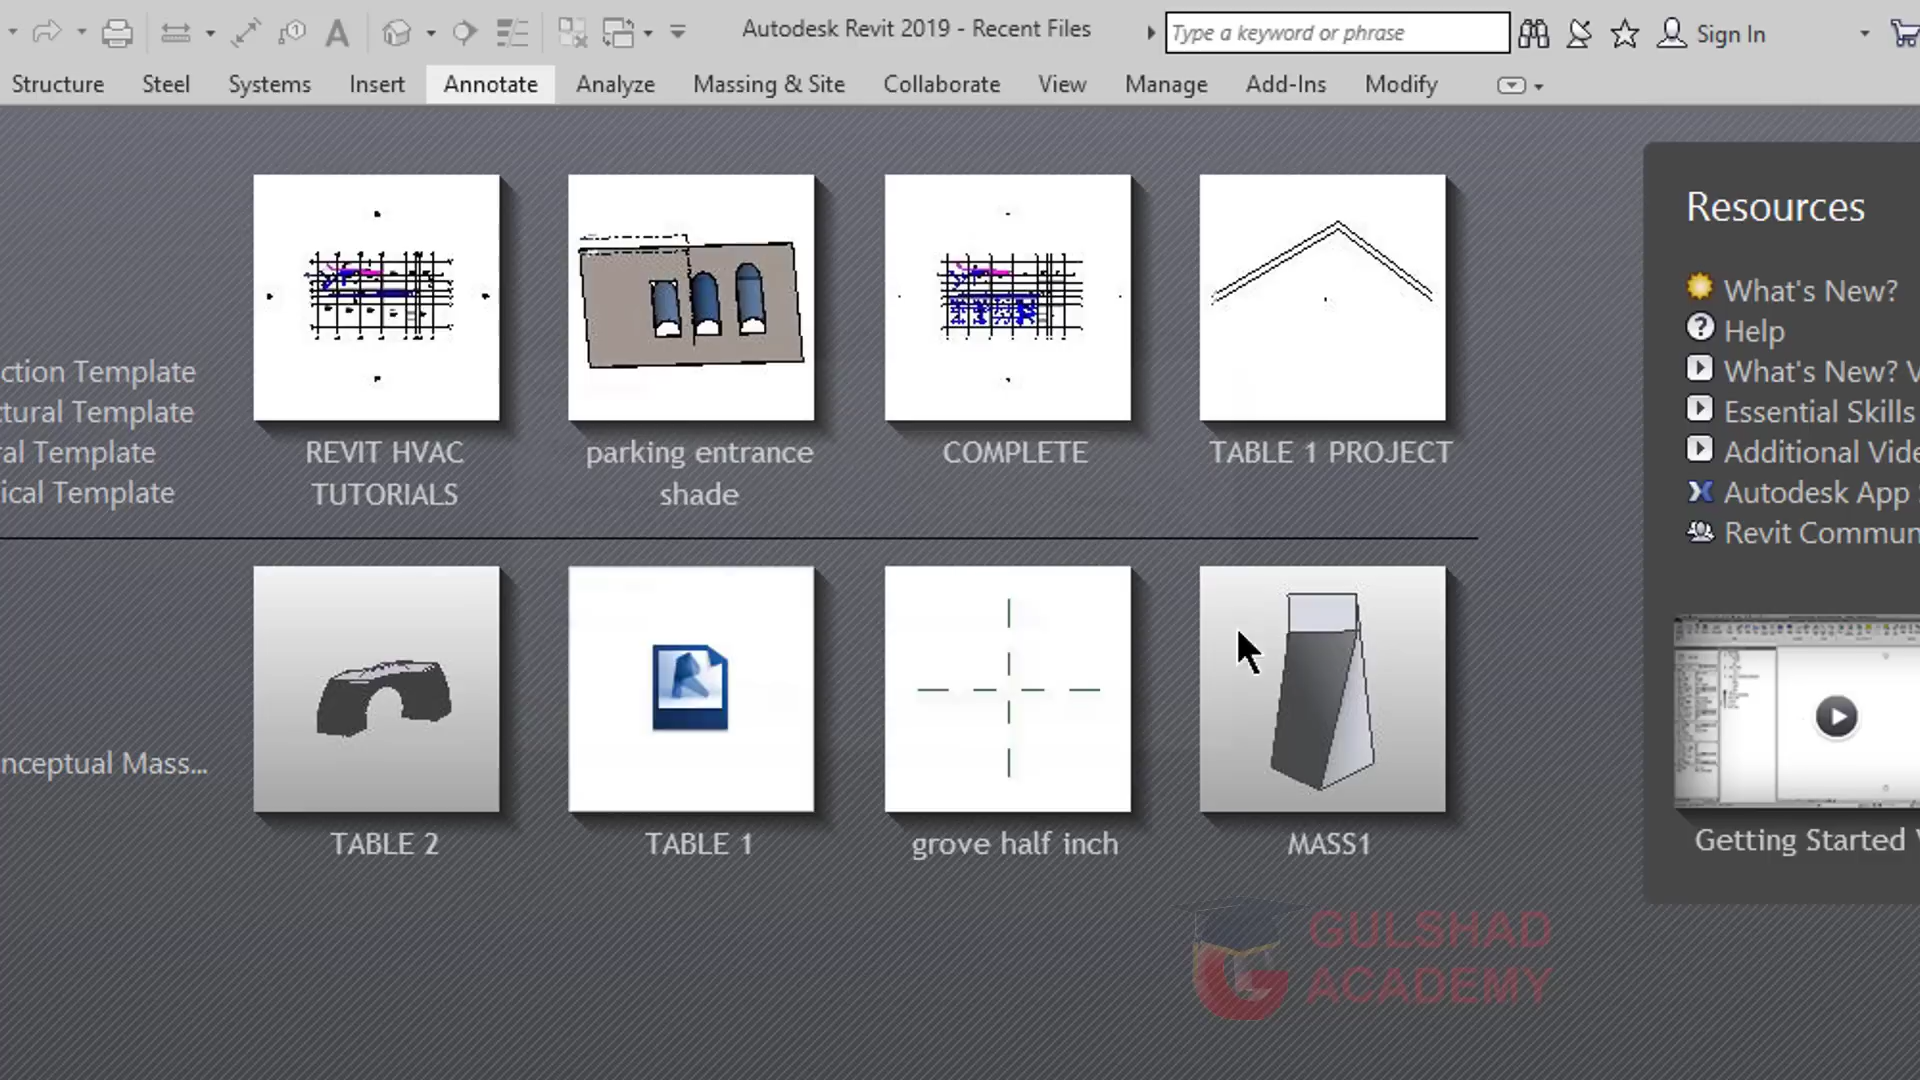 Autodesk Revit 2019 - Recent Files
Type a keyword or phrase
Sign In
Structure Steel Systems Insert Annotate Analyze Massing & Site Collaborate View Manage Add-Ins Modify
ction Template
tural Template
ral Template
ical Template
REVIT HVAC
TUTORIALS
parking entrance
shade
COMPLETE
TABLE 1 PROJECT
nceptual Mass...
TABLE 2
TABLE 1
grove half inch
MASS1
Resources
What's New?
Help
What's New? V
Essential Skills
Additional Vide
Autodesk App
Revit Commun
Getting Started V
GULSHAD
ACADEMY